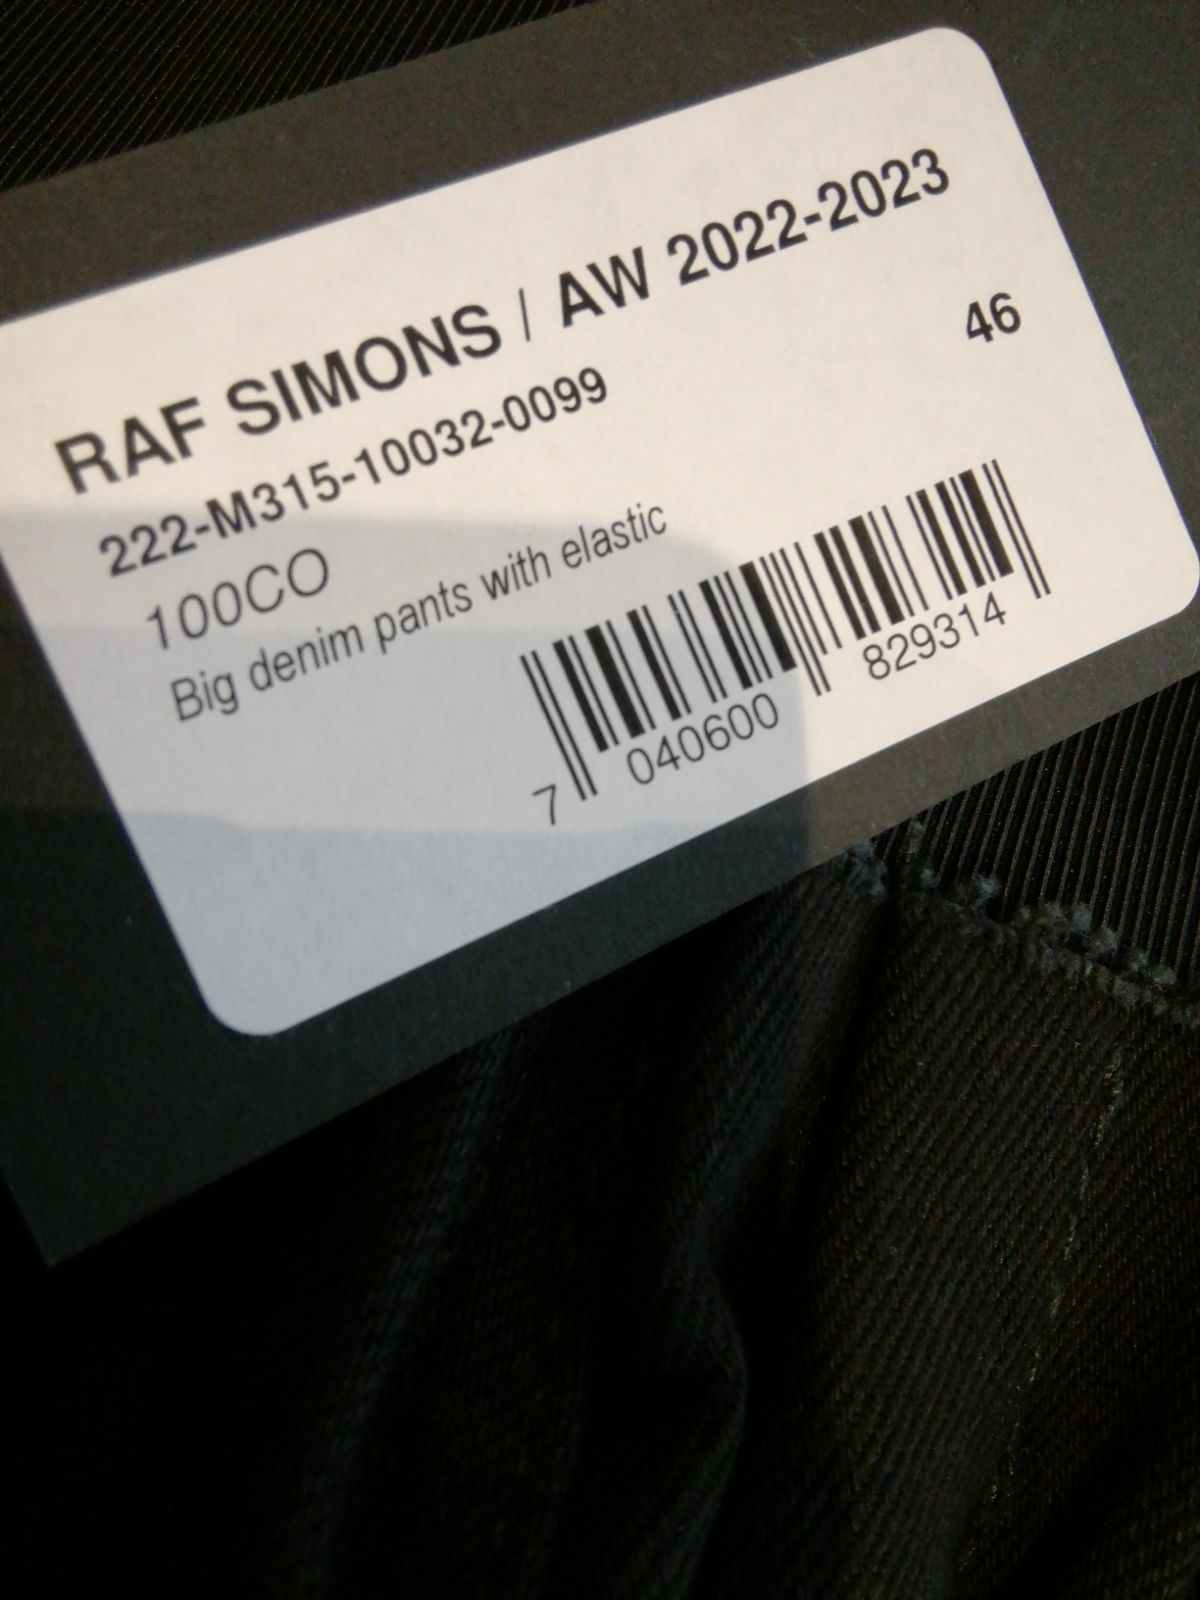 RAF SIMONS / AW 2022-2023
222-M315-10032-0099 46
100CO
Big denim pants with elastic
7 040600 829314